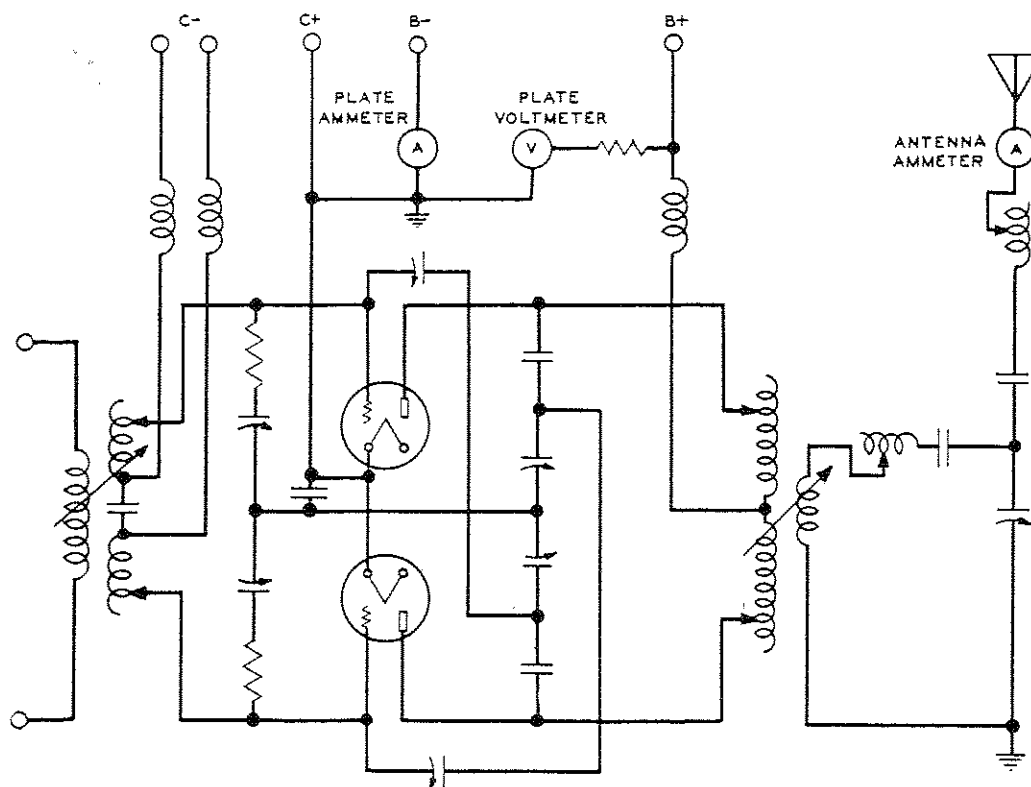 C- C+ B- B+
PLATE
AMMETER
A
PLATE
VOLTMETER
V
ANTENNA
AMMETER
A